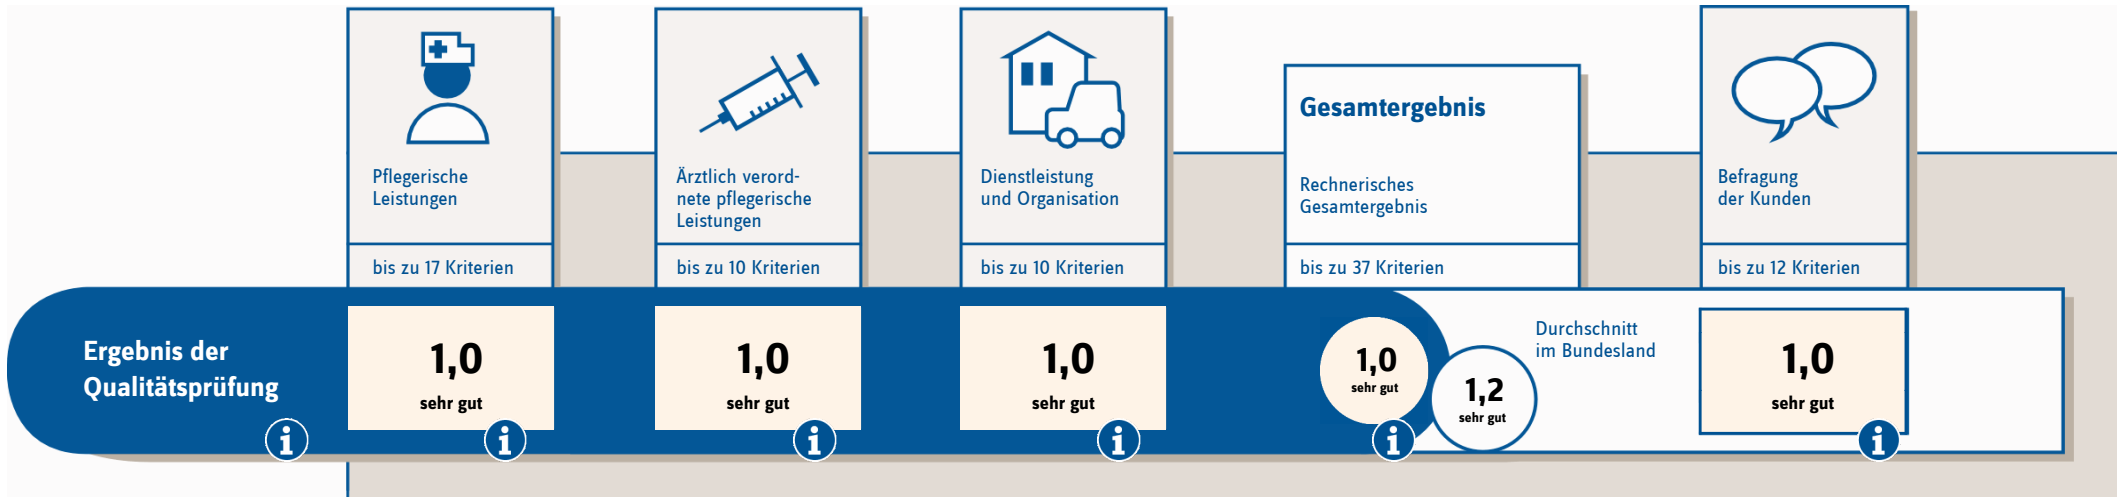 Pflegerische
Leistungen
bis zu 17 Kriterien
Ärztlich verord-
nete pflegerische
Leistungen
bis zu 10 Kriterien
Dienstleistung
und Organisation
bis zu 10 Kriterien
Gesamtergebnis
Rechnerisches
Gesamtergebnis
bis zu 37 Kriterien
Befragung
der Kunden
bis zu 12 Kriterien
Ergebnis der
Qualitätsprüfung
i
1,0
sehr gut
i
1,0
sehr gut
i
1,0
sehr gut
i
1,0
sehr gut
i
1,2
sehr gut
Durchschnitt
im Bundesland
1,0
sehr gut
i